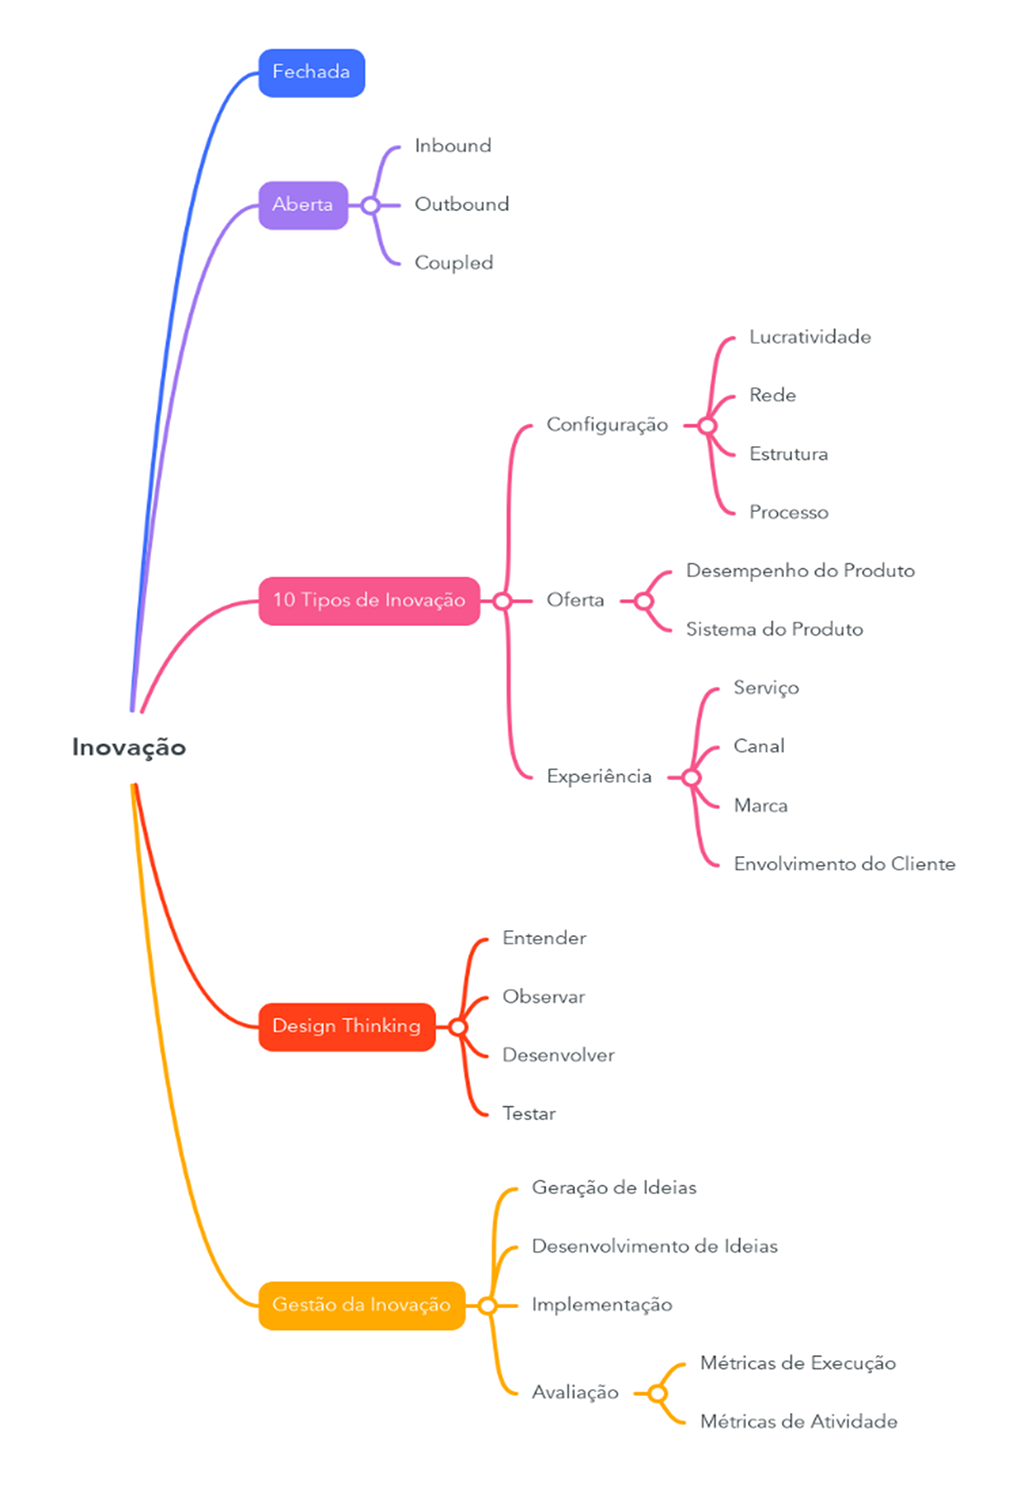 Fechada
Aberta
Inbound
Outbound
Coupled
10 Tipos de Inovação
Configuração
Lucratividade
Rede
Estrutura
Processo
Oferta
Desempenho do Produto
Sistema do Produto
Experiência
Serviço
Canal
Marca
Envolvimento do Cliente
Inovação
Design Thinking
Entender
Observar
Desenvolver
Testar
Gestão da Inovação
Geração de Ideias
Desenvolvimento de Ideias
Implementação
Avaliação
Métricas de Execução
Métricas de Atividade